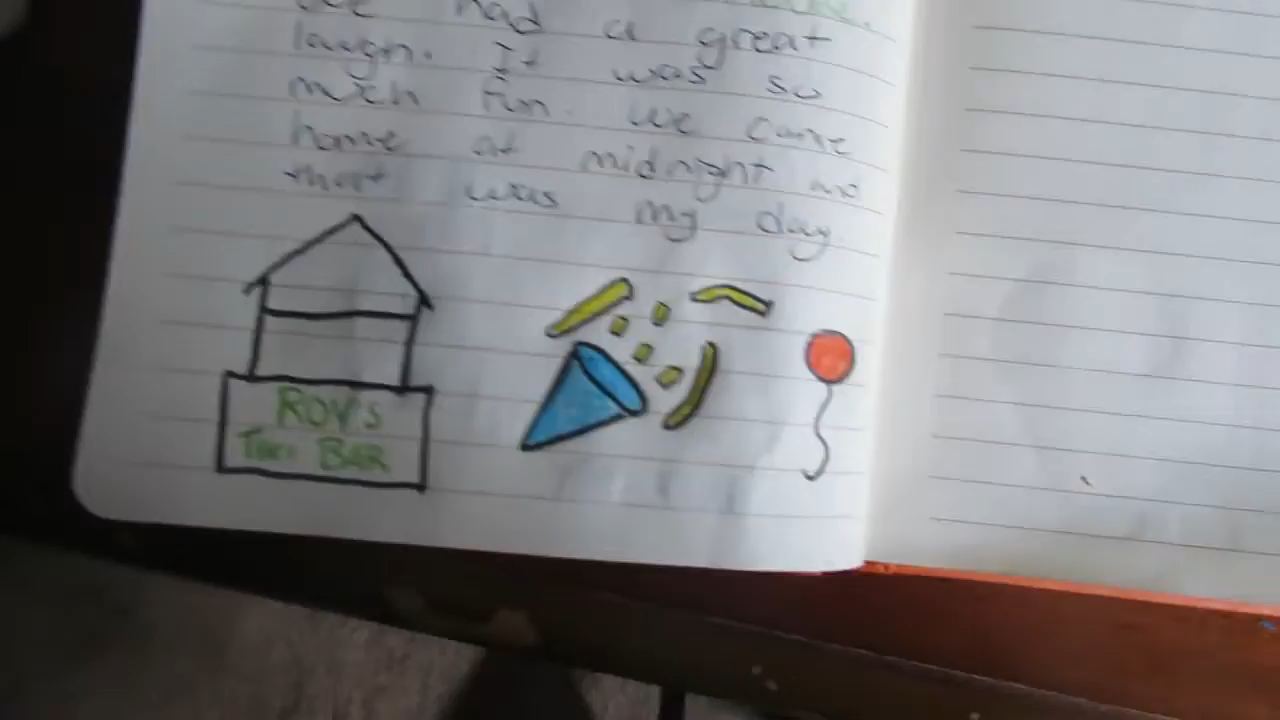 we had a great
laugh. It was so
much fun. we came
home at midnight and
that was my day
ROY'S
Tiki BAR